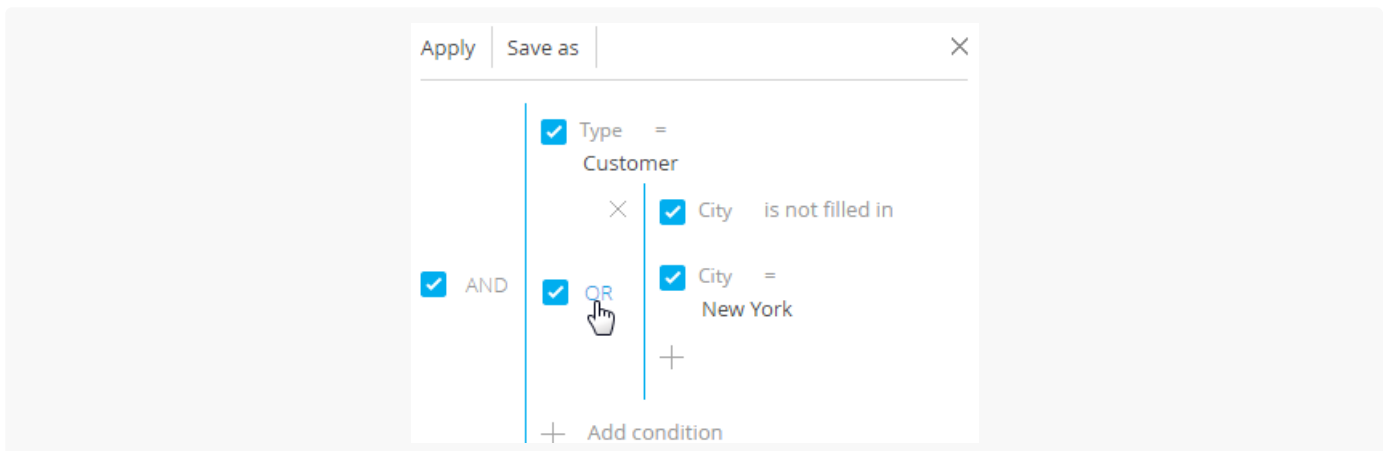 Apply Save as
Type =
Customer
City is not filled in
AND
OR
City =
New York
Add condition